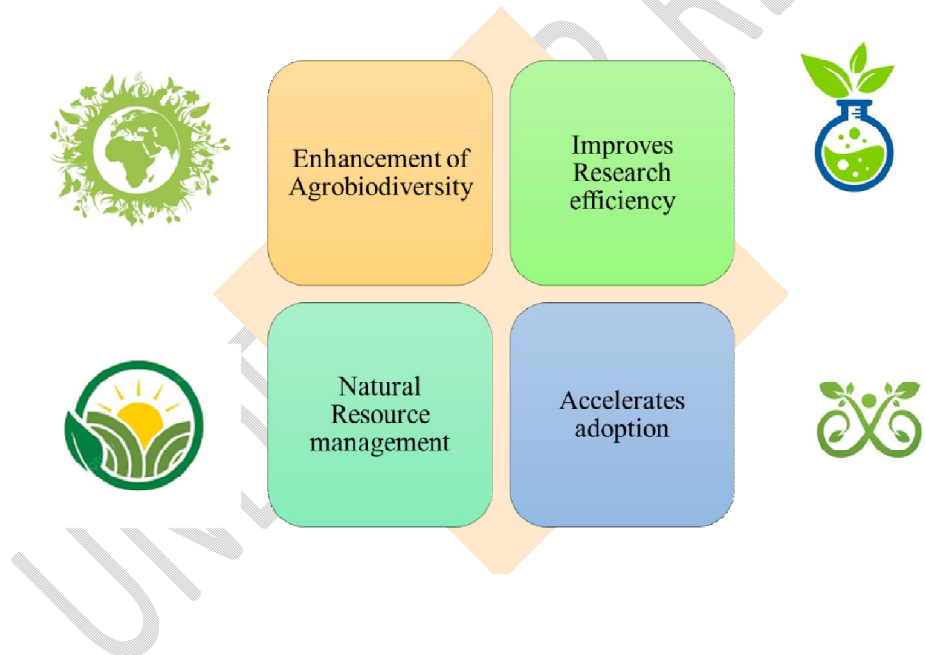 Enhancement of
Agrobiodiversity
Improves
Research
efficiency
Natural
Resource
management
Accelerates
adoption